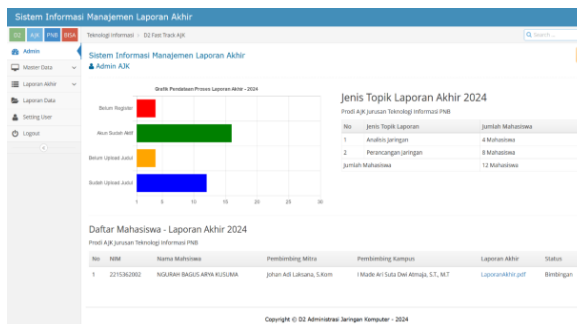 Sistem Informasi Manajemen Laporan Akhir
D2 AJK PNB BISA
Teknologi Informasi D2 Fast Track AJK
Search ...
Admin
Master Data
Laporan Akhir
Laporan Data
Setting User
Logout
Sistem Informasi Manajemen Laporan Akhir
Admin AJK
Grafik Pendataan Proses Laporan Akhir - 2024
Belum Register
Akun Sudah Aktif
Belum Upload Judul
Sudah Upload Judul
1 5 10 15 20 25 30
Jenis Topik Laporan Akhir 2024
Prodi AJK Jurusan Teknologi Informasi PNB
No Jenis Topik Laporan Jumlah Mahasiswa
1 Analisis Jaringan 4 Mahasiswa
2 Perancangan Jaringan 8 Mahasiswa
Jumlah Mahasiswa 12 Mahasiswa
Daftar Mahasiswa - Laporan Akhir 2024
Prodi AJK Jurusan Teknologi Informasi PNB
No NIM Nama Mahsiswa Pembimbing Mitra Pembimbing Kampus Laporan Akhir Status
1 2215362002 NGURAH BAGUS ARYA KUSUMA Johan Adi Laksana, S.Kom I Made Ari Suta Dwi Atmaja, S.T., M.T LaporanAkhir.pdf Bimbingan
Copyright © D2 Administrasi Jaringan Komputer - 2024